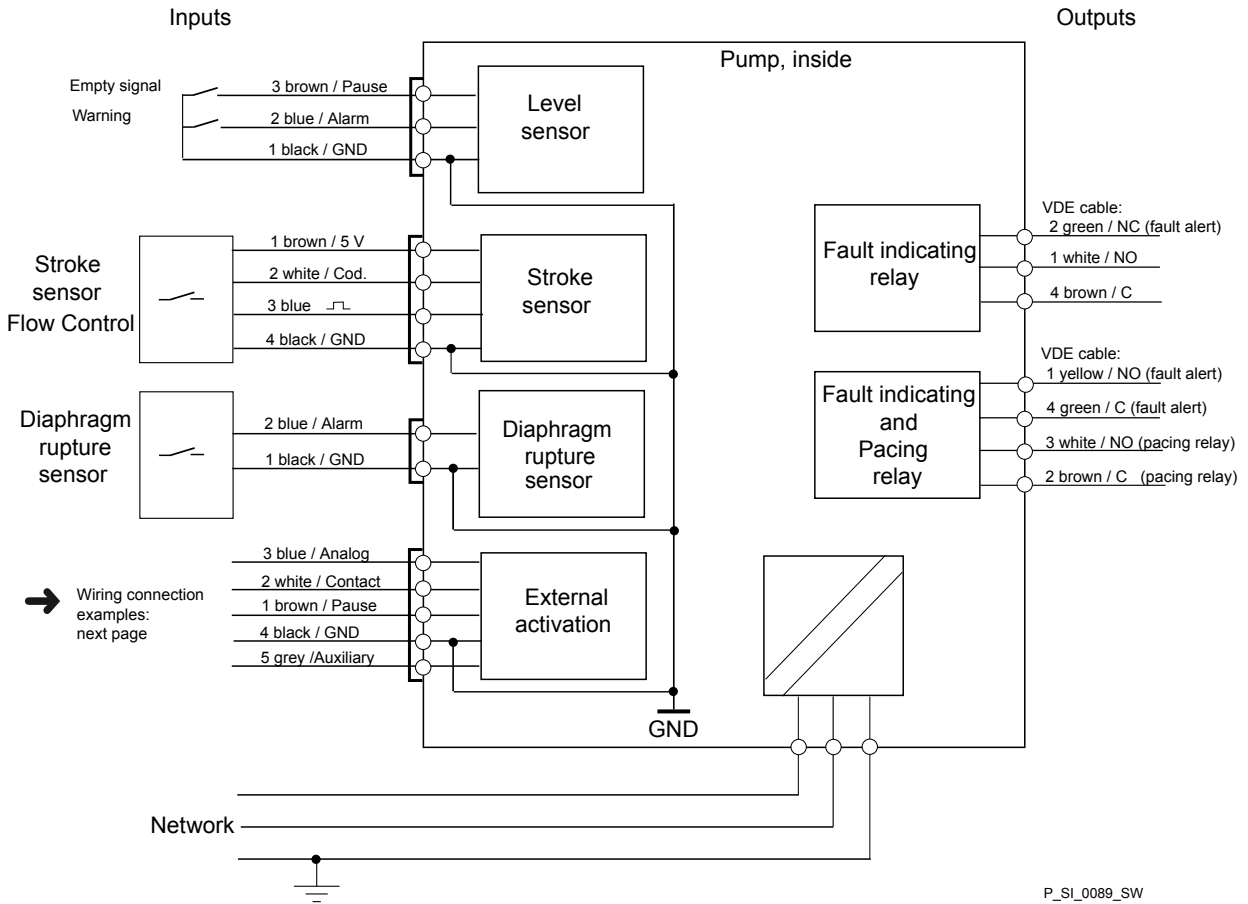 Inputs
Outputs
Pump, inside
Empty signal
Warning
3 brown / Pause
2 blue / Alarm
1 black / GND
Level
sensor
Stroke
sensor
Flow Control
1 brown / 5 V
2 white / Cod.
3 blue
4 black / GND
Stroke
sensor
Diaphragm
rupture
sensor
2 blue / Alarm
1 black / GND
Diaphragm
rupture
sensor
Wiring connection
examples:
next page
3 blue / Analog
2 white / Contact
1 brown / Pause
4 black / GND
5 grey /Auxiliary
External
activation
GND
Fault indicating
relay
VDE cable:
2 green / NC (fault alert)
1 white / NO
4 brown / C
Fault indicating
and
Pacing
relay
VDE cable:
1 yellow / NO (fault alert)
4 green / C (fault alert)
3 white / NO (pacing relay)
2 brown / C (pacing relay)
Network
P_SI_0089_SW